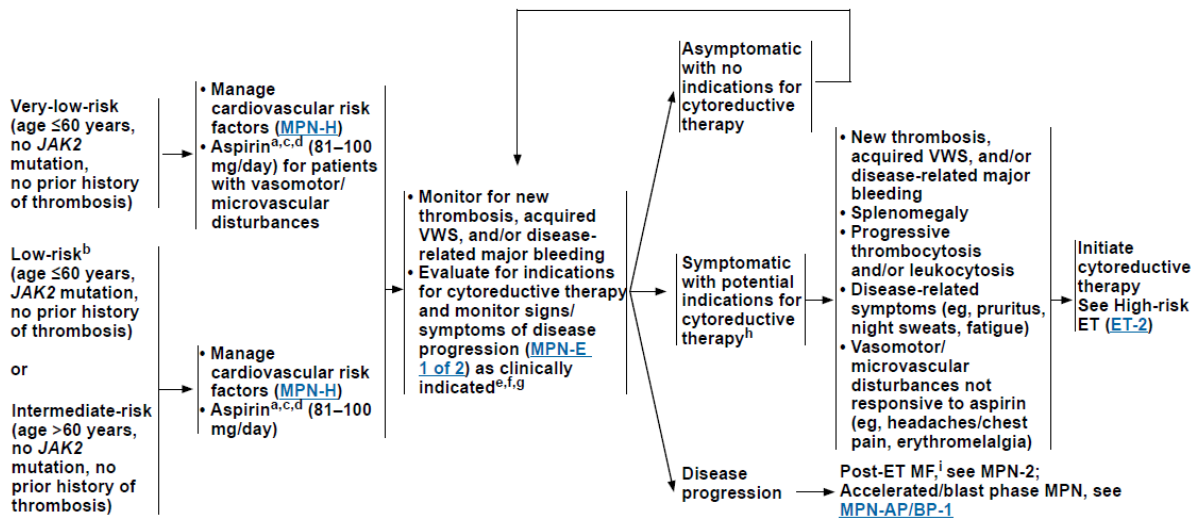 Very-low-risk
(age ≤60 years,
no JAK2
mutation,
no prior history
of thrombosis)
• Manage
cardiovascular risk
factors (MPN-H)
• Aspirina,c,d (81–100
mg/day) for patients
with vasomotor/
microvascular
disturbances
Low-riskb
(age ≤60 years,
JAK2 mutation,
no prior history
of thrombosis)
or
Intermediate-risk
(age >60 years,
no JAK2
mutation, no
prior history of
thrombosis)
• Manage
cardiovascular risk
factors (MPN-H)
• Aspirina,c,d (81–100
mg/day)
• Monitor for new
thrombosis, acquired
VWS, and/or disease-
related major bleeding
• Evaluate for indications
for cytoreductive therapy
and monitor signs/
symptoms of disease
progression (MPN-E
1 of 2) as clinically
indicatede,f,g
Asymptomatic
with no
indications for
cytoreductive
therapy
Symptomatic
with potential
indications for
cytoreductive
therapyh
• New thrombosis,
acquired VWS, and/or
disease-related major
bleeding
• Splenomegaly
• Progressive
thrombocytosis
and/or leukocytosis
• Disease-related
symptoms (eg, pruritus,
night sweats, fatigue)
• Vasomotor/
microvascular
disturbances not
responsive to aspirin
(eg, headaches/chest
pain, erythromelalgia)
Initiate
cytoreductive
therapy
See High-risk
ET (ET-2)
Disease
progression
Post-ET MF,i see MPN-2;
Accelerated/blast phase MPN, see
MPN-AP/BP-1